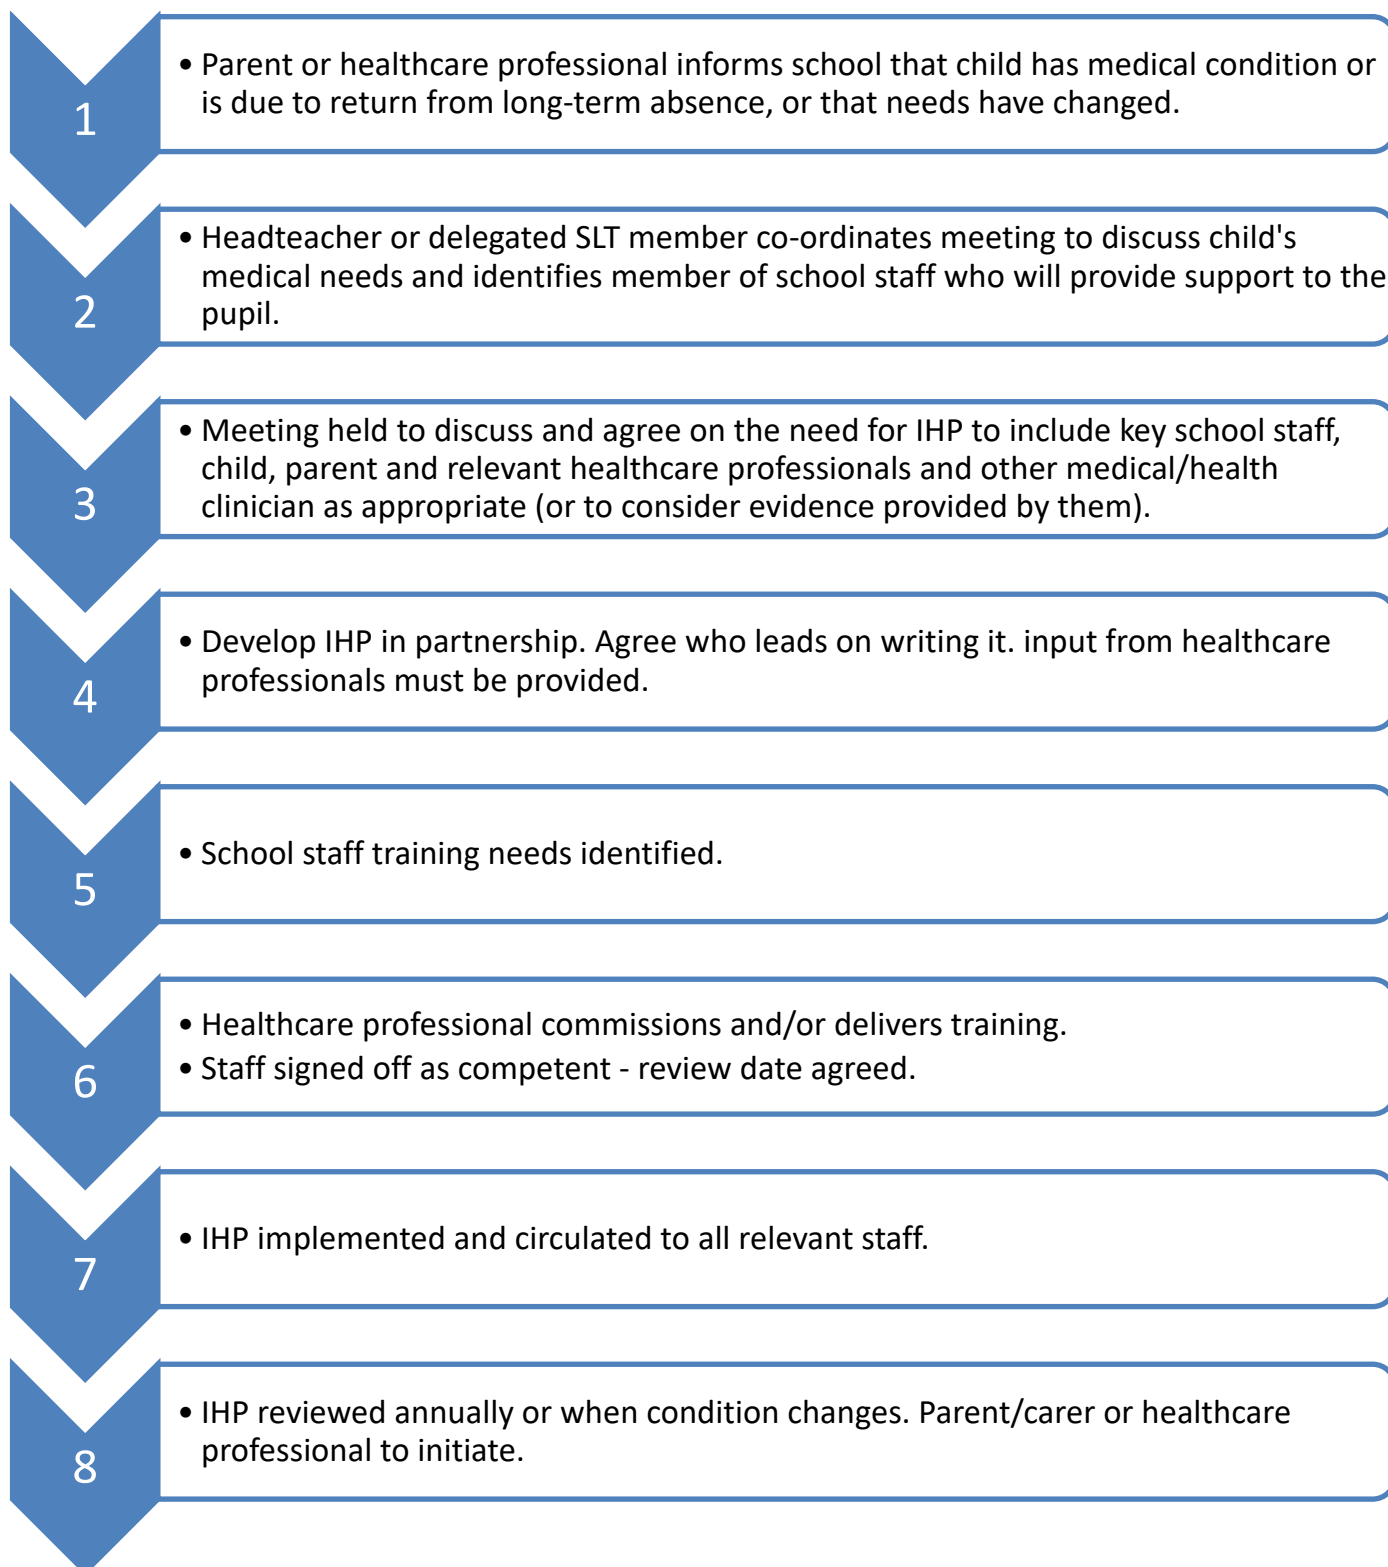 1
• Parent or healthcare professional informs school that child has medical condition or
is due to return from long-term absence, or that needs have changed.
2
• Headteacher or delegated SLT member co-ordinates meeting to discuss child's
medical needs and identifies member of school staff who will provide support to the
pupil.
3
• Meeting held to discuss and agree on the need for IHP to include key school staff,
child, parent and relevant healthcare professionals and other medical/health
clinician as appropriate (or to consider evidence provided by them).
4
• Develop IHP in partnership. Agree who leads on writing it. input from healthcare
professionals must be provided.
5
• School staff training needs identified.
6
• Healthcare professional commissions and/or delivers training.
• Staff signed off as competent - review date agreed.
7
• IHP implemented and circulated to all relevant staff.
8
• IHP reviewed annually or when condition changes. Parent/carer or healthcare
professional to initiate.